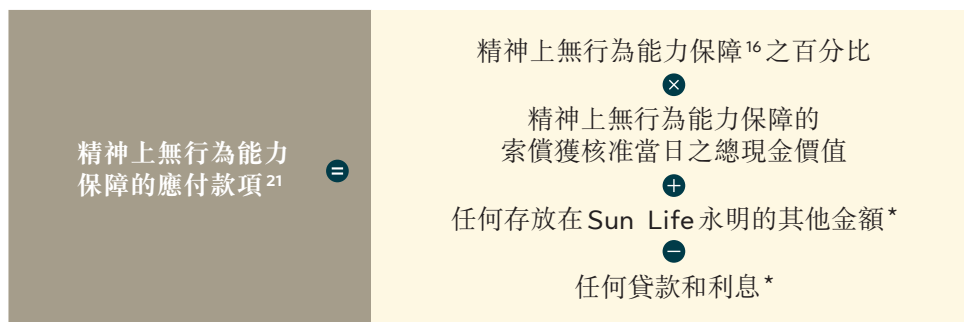 精神上無行為能力
保障的應付款項21
=
精神上無行為能力保障16之百分比
×
精神上無行為能力保障的
索償獲核准當日之總現金價值
+
任何存放在Sun Life永明的其他金額*
−
任何貸款和利息*